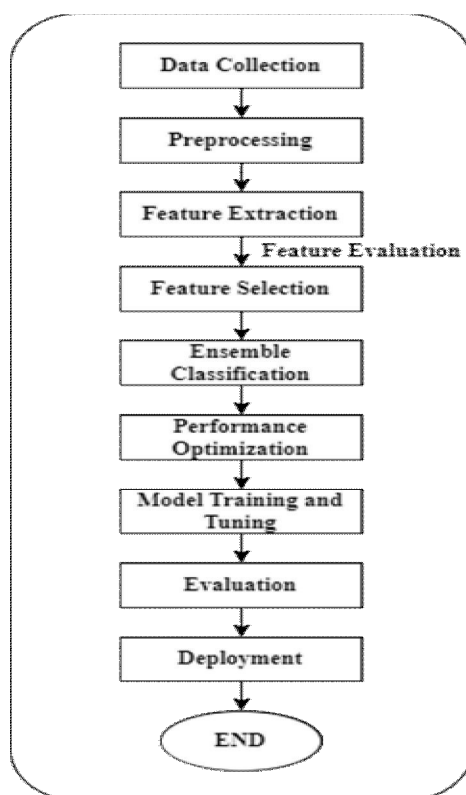 Data Collection
Preprocessing
Feature Extraction
Feature Evaluation
Feature Selection
Ensemble
Classification
Performance
Optimization
Model Training and
Tuning
Evaluation
Deployment
END